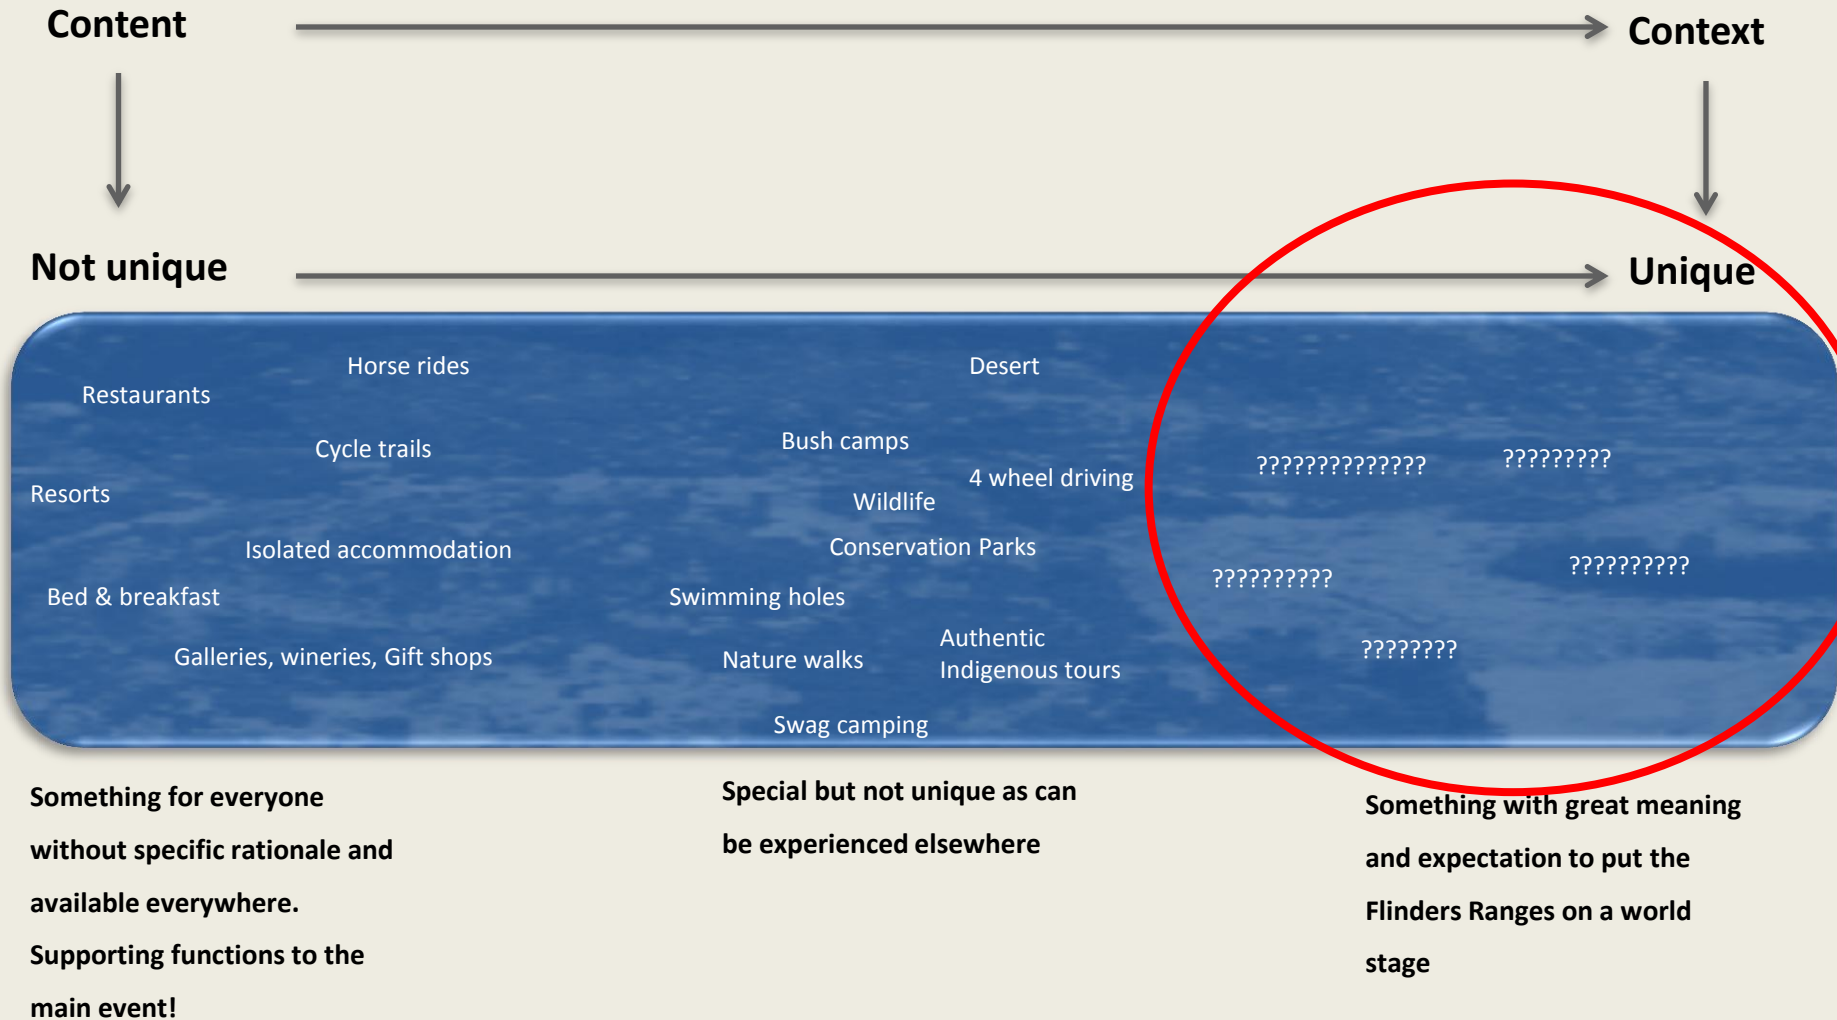 Content
Context
Not unique
Unique
Horse rides
Desert
Restaurants
Bush camps
Cycle trails
??????????????
?????????
4 wheel driving
Resorts
Wildlife
Isolated accommodation
Conservation Parks
??????????
??????????
Bed & breakfast
Swimming holes
Authentic
Indigenous tours
Galleries, wineries, Gift shops
Nature walks
????????
Swag camping
Something for everyone
without specific rationale and
available everywhere.
Supporting functions to the
main event!
Special but not unique as can
be experienced elsewhere
Something with great meaning
and expectation to put the
Flinders Ranges on a world
stage